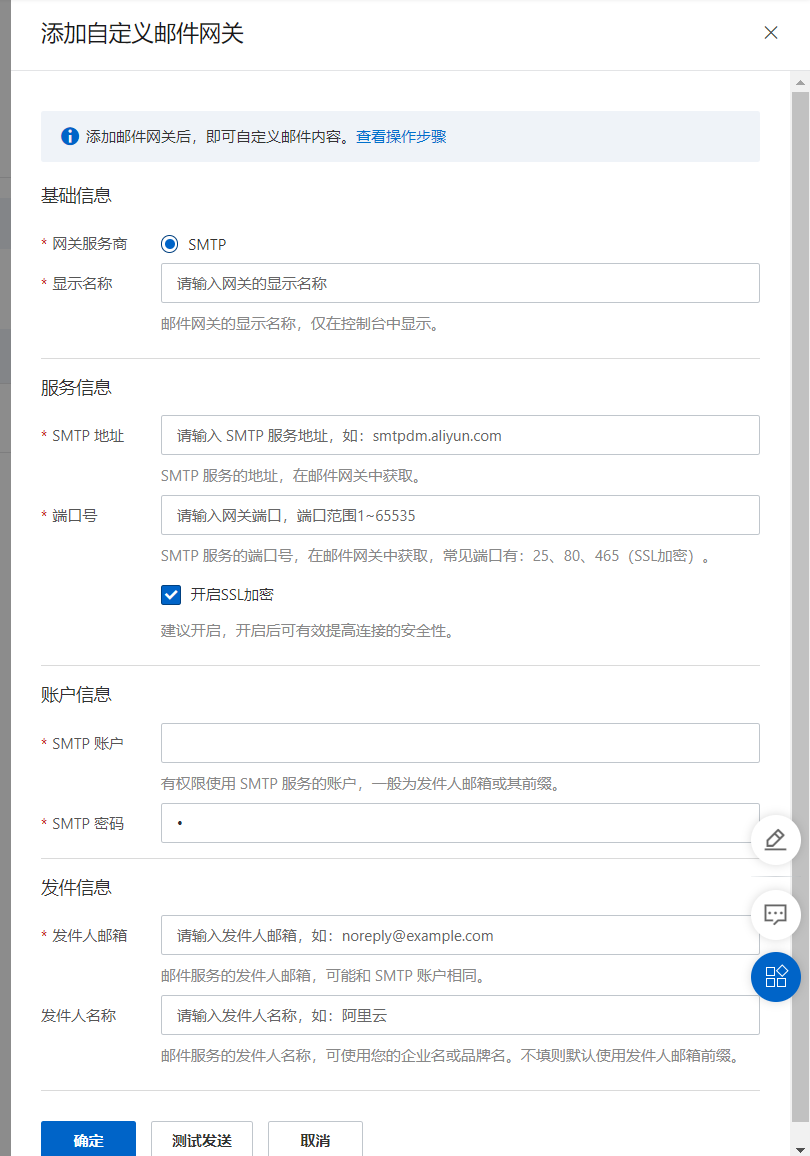 添加自定义邮件网关
添加邮件网关后，即可自定义邮件内容。查看操作步骤
基础信息
* 网关服务商 SMTP
* 显示名称 请输入网关的显示名称
邮件网关的显示名称，仅在控制台中显示。
服务信息
* SMTP 地址 请输入 SMTP 服务地址，如：smtpdm.aliyun.com
SMTP 服务的地址，在邮件网关中获取。
* 端口号 请输入网关端口，端口范围1~65535
SMTP 服务的端口号，在邮件网关中获取，常见端口有：25、80、465（SSL加密）。
开启SSL加密
建议开启，开启后可有效提高连接的安全性。
账户信息
* SMTP 账户
有权限使用 SMTP 服务的账户，一般为发件人邮箱或其前缀。
* SMTP 密码 •
发件信息
* 发件人邮箱 请输入发件人邮箱，如：noreply@example.com
邮件服务的发件人邮箱，可能和 SMTP 账户相同。
发件人名称 请输入发件人名称，如：阿里云
邮件服务的发件人名称，可使用您的企业名或品牌名。不填则默认使用发件人邮箱前缀。
确定 测试发送 取消